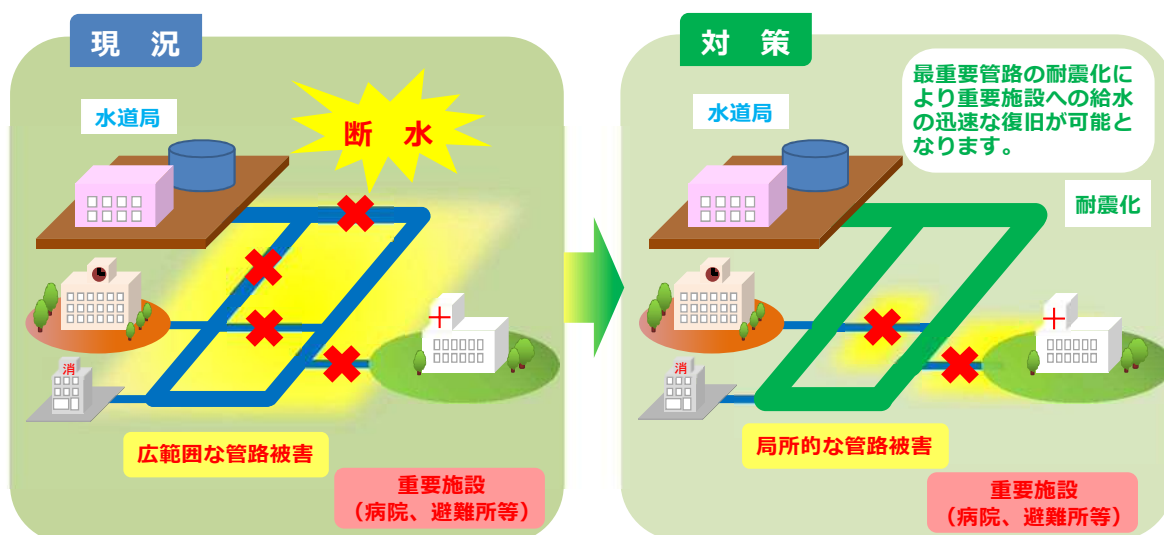 現況
水道局
断水
消
広範囲な管路被害
重要施設
（病院、避難所等）
対策
最重要管路の耐震化に
より重要施設への給水
の迅速な復旧が可能と
なります。
水道局
耐震化
消
局所的な管路被害
重要施設
（病院、避難所等）